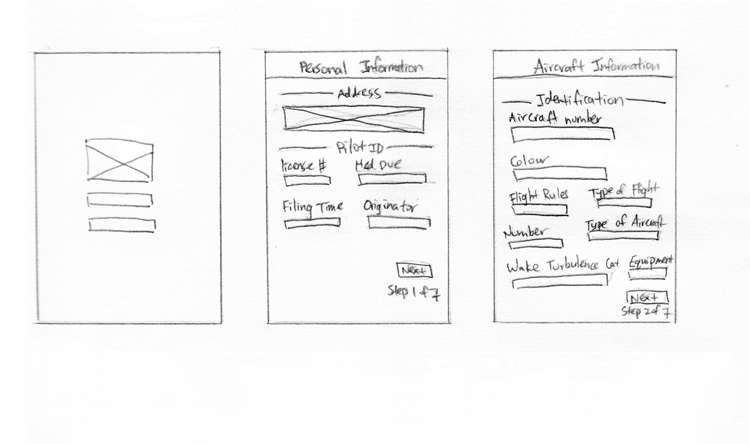 Personal Information
Address
Pilot ID
License # Med. Due
Filing Time Originator
Next
Step 1 of 7
Aircraft Information
Identification
Aircraft number
Colour
Flight Rules Type of Flight
Number Type of Aircraft
Wake Turbulence Cat Equipment
Next
Step 2 of 7